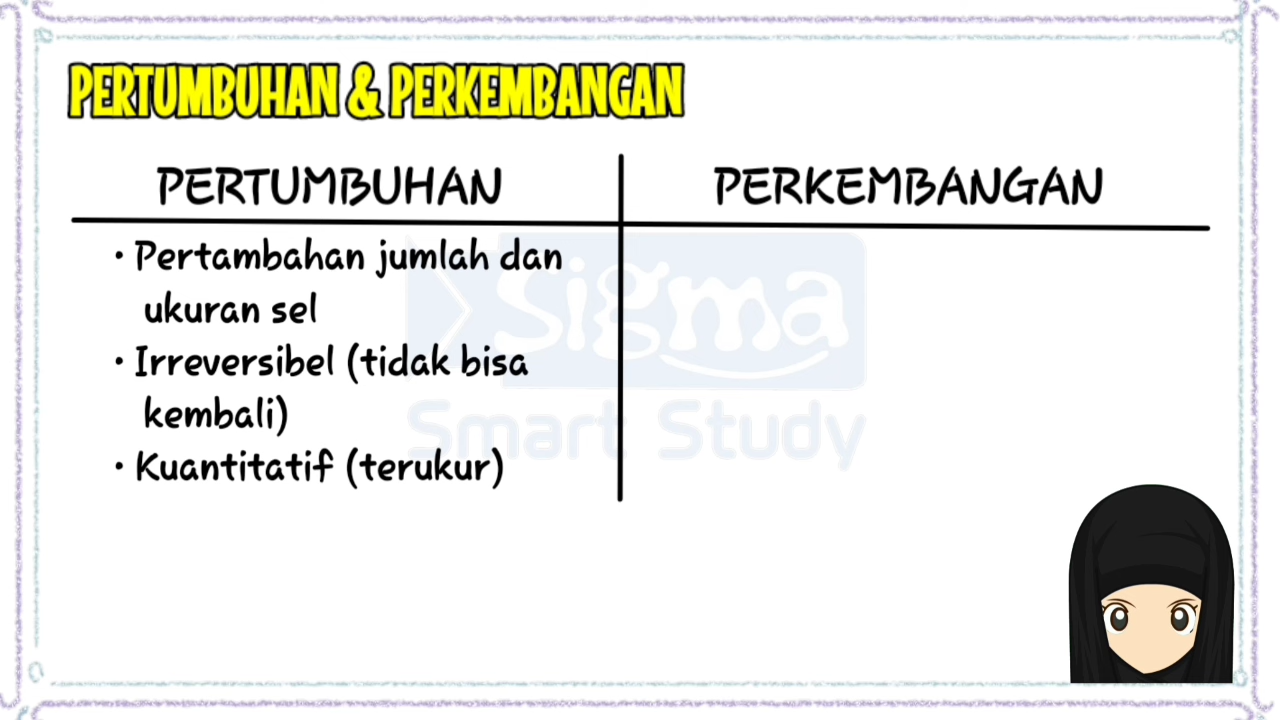 PERTUMBUHAN & PERKEMBANGAN
PERTUMBUHAN
PERKEMBANGAN
• Pertambahan jumlah dan
ukuran sel
• Irreversibel (tidak bisa
kembali)
• Kuantitatif (terukur)
Sigma
Smart Study